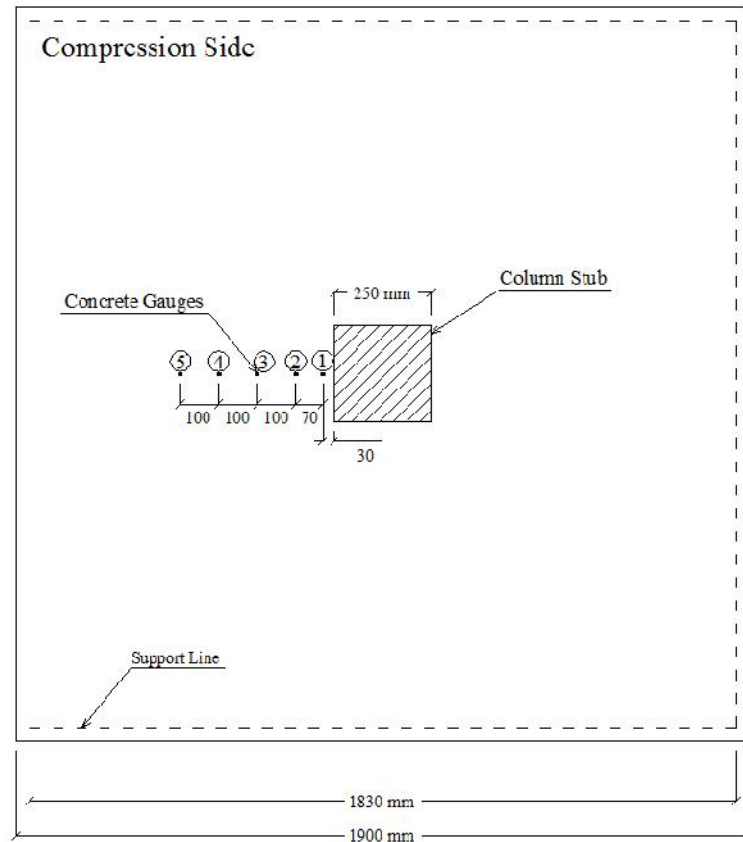 Compression Side
250 mm
Column Stub
Concrete Gauges
5 4 3 2 1
100 100 100 70
30
Support Line
1830 mm
1900 mm